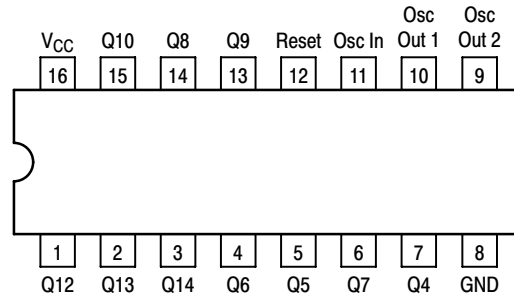 Osc Osc
VCC Q10 Q8 Q9 Reset Osc In Out 1 Out 2
16 15 14 13 12 11 10 9
1 2 3 4 5 6 7 8
Q12 Q13 Q14 Q6 Q5 Q7 Q4 GND